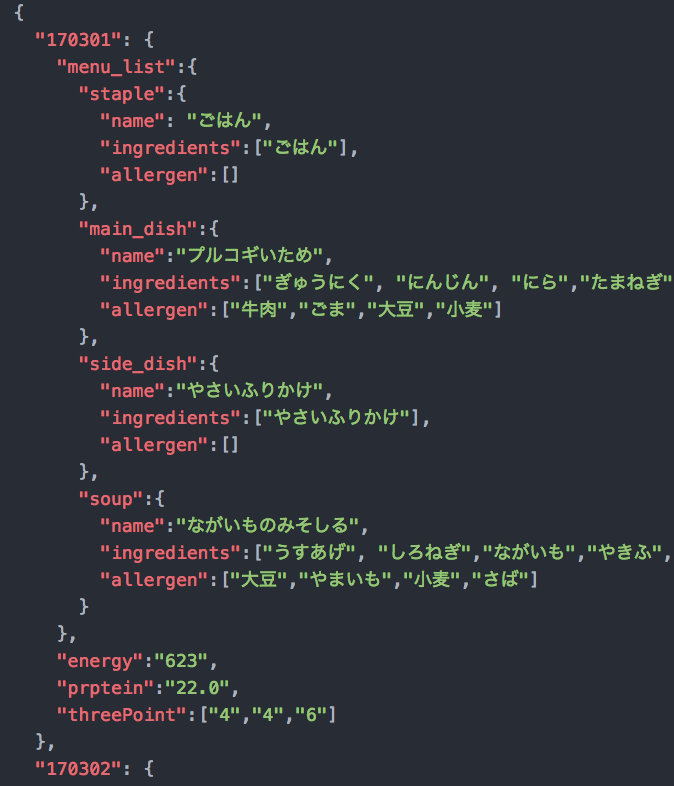 {
"170301": {
"menu_list":{
"staple":{
"name": "ごはん",
"ingredients":["ごはん"],
"allergen":[]
},
"main_dish":{
"name":"プルコギいため",
"ingredients":["ぎゅうにく", "にんじん", "にら","たまねぎ"
"allergen":["牛肉","ごま","大豆","小麦"]
},
"side_dish":{
"name":"やさいふりかけ",
"ingredients":["やさいふりかけ"],
"allergen":[]
},
"soup":{
"name":"ながいものみそしる",
"ingredients":["うすあげ", "しろねぎ","ながいも","やきふ",
"allergen":["大豆","やまいも","小麦","さば"]
}
},
"energy":"623",
"prptein":"22.0",
"threePoint":["4","4","6"]
},
"170302": {